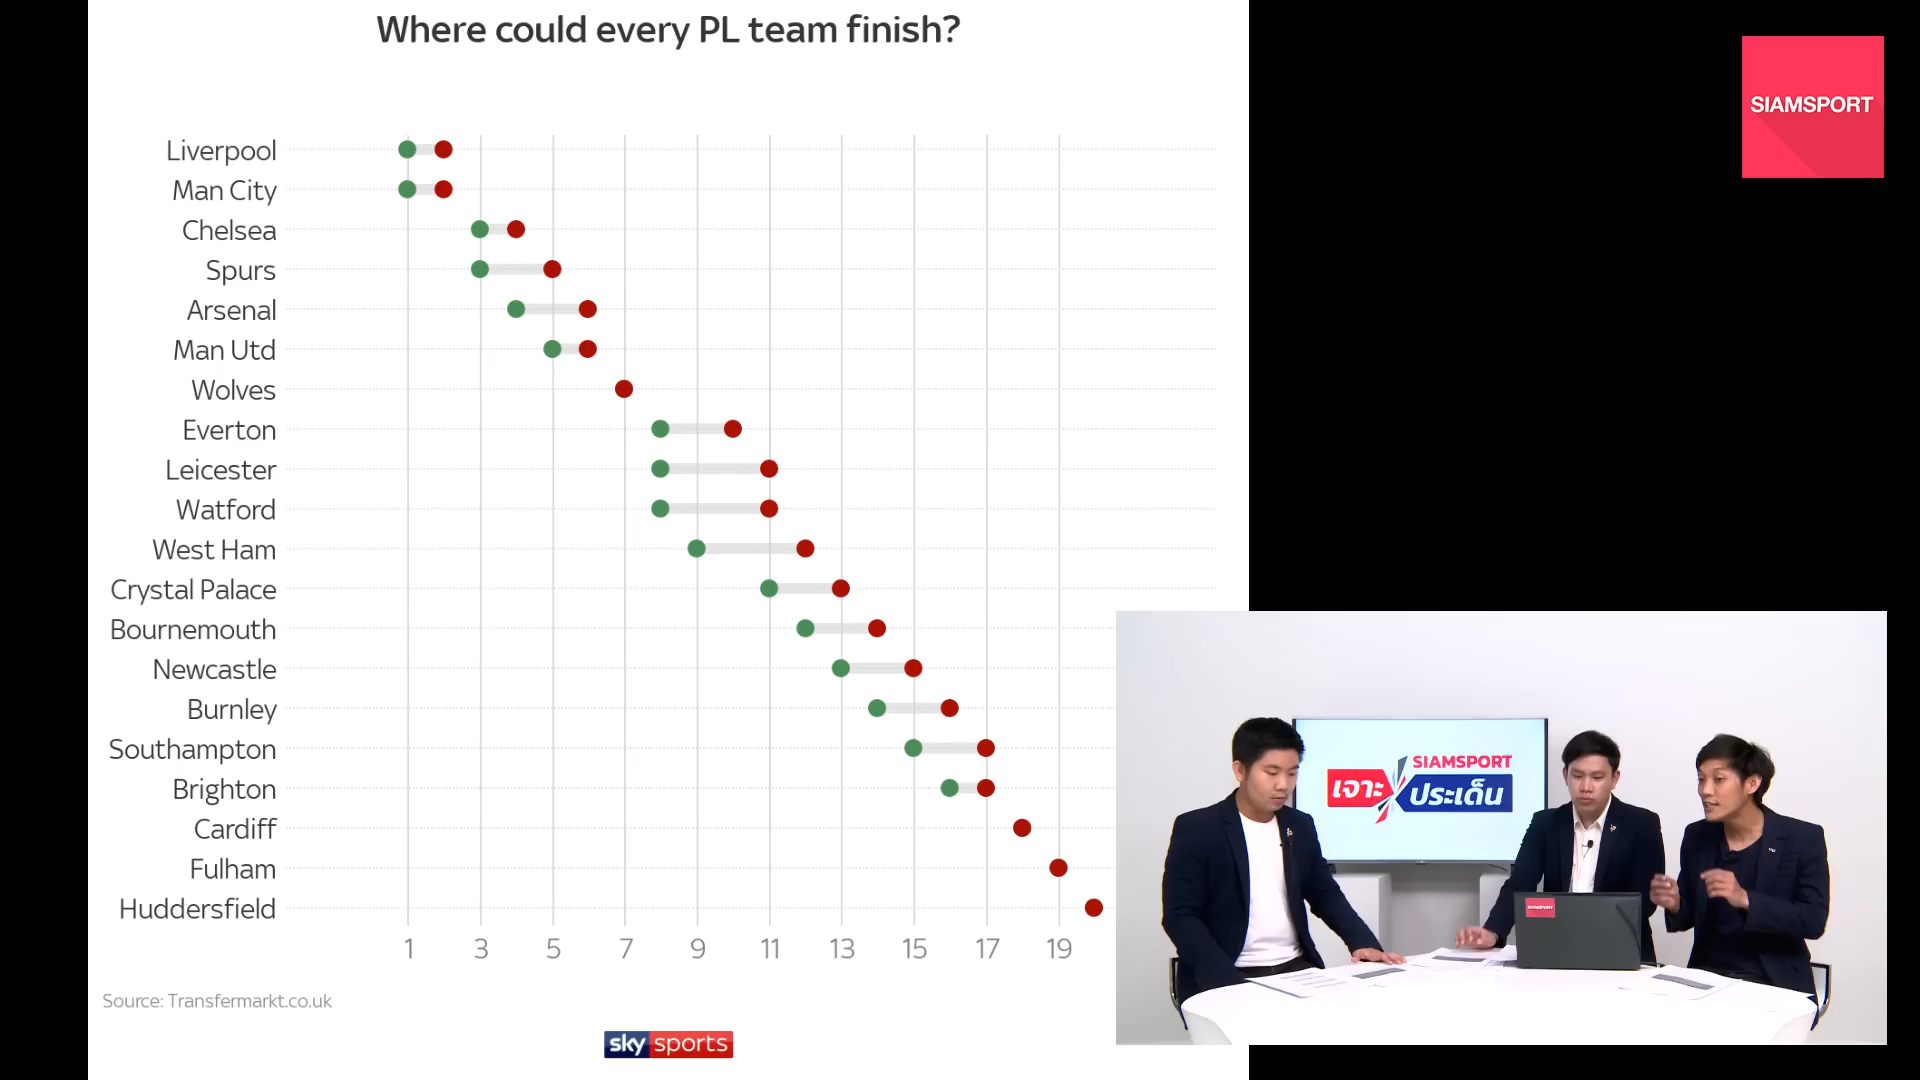 Where could every PL team finish?
SIAMSPORT
Liverpool
Man City
Chelsea
Spurs
Arsenal
Man Utd
Wolves
Everton
Leicester
Watford
West Ham
Crystal Palace
Bournemouth
Newcastle
Burnley
Southampton
Brighton
Cardiff
Fulham
Huddersfield
1 3 5 7 9 11 13 15 17 19
Source: Transfermarkt.co.uk
sky sports
SIAMSPORT
เจาะ ประเด็น
SIAMSPORT